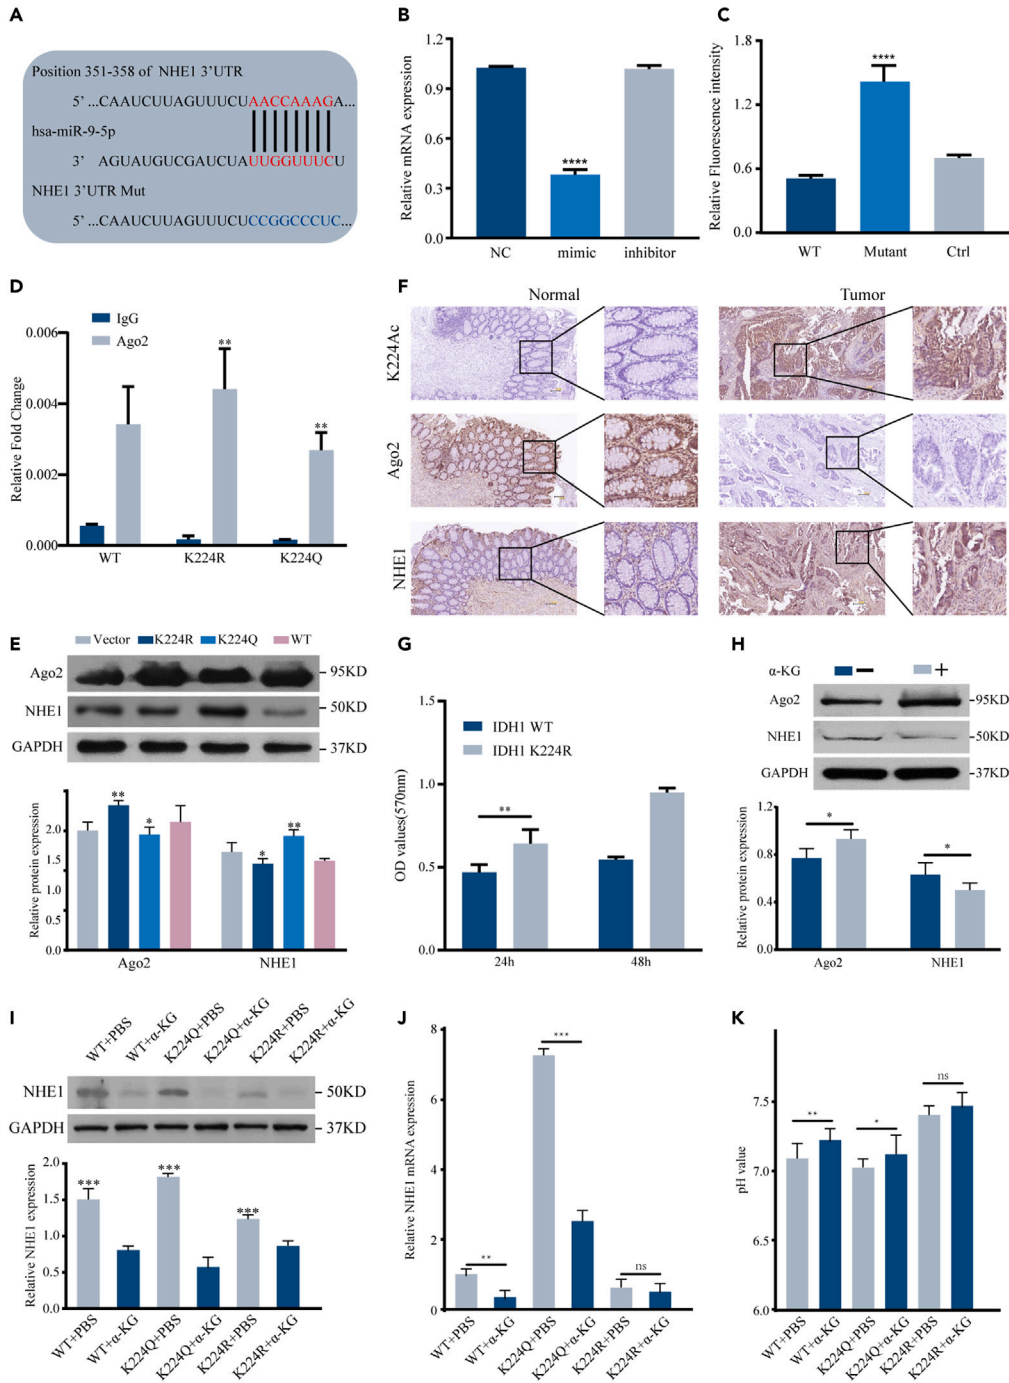 A
Position 351-358 of NHE1 3’UTR
5’ ...CAAUCUUAGUUUCUAACCAAAGA...
hsa-miR-9-5p
3’ AGUAUGUCGAUCUAUUGGUUUCU
NHE1 3’UTR Mut
5’ ...CAAUCUUAGUUUCUCCGGCCCUC...
B
Relative mRNA expression
1.2
0.9
0.6
0.3
0.0
****
NC
mimic
inhibitor
C
Relative Fluorescence intensity
1.8
1.2
0.6
0.0
****
WT
Mutant
Ctrl
D
IgG
Ago2
Relative Fold Change
0.006
0.004
0.002
0.000
**
**
WT
K224R
K224Q
F
Normal
Tumor
K224Ac
Ago2
NHE1
E
Vector
K224R
K224Q
WT
Ago2
95KD
NHE1
50KD
GAPDH
37KD
Relative protein expression
2.0
1.5
1.0
0.5
0.0
**
*
*
**
Ago2
NHE1
G
IDH1 WT
IDH1 K224R
OD values(570nm)
1.5
1.0
0.5
0.0
**
24h
48h
H
α-KG
− +
Ago2
95KD
NHE1
50KD
GAPDH
37KD
Relative protein expression
1.2
0.8
0.4
0.0
*
*
Ago2
NHE1
I
WT+PBS
WT+α-KG
K224Q+PBS
K224Q+α-KG
K224R+PBS
K224R+α-KG
NHE1
50KD
GAPDH
37KD
Relative NHE1 expression
2.0
1.5
1.0
0.5
0.0
***
***
***
WT+PBS
WT+α-KG
K224Q+PBS
K224Q+α-KG
K224R+PBS
K224R+α-KG
J
Relative NHE1 mRNA expression
8
6
4
2
0
**
***
ns
WT+PBS
WT+α-KG
K224Q+PBS
K224Q+α-KG
K224R+PBS
K224R+α-KG
K
pH value
7.5
7.0
6.0
**
*
ns
WT+PBS
WT+α-KG
K224Q+PBS
K224Q+α-KG
K224R+PBS
K224R+α-KG